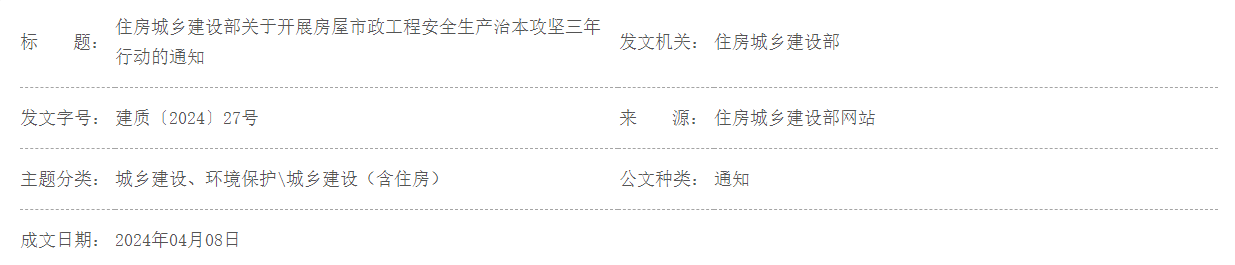 标　　题： 住房城乡建设部关于开展房屋市政工程安全生产治本攻坚三年
行动的通知
发文机关： 住房城乡建设部
发文字号： 建质〔2024〕27号
来　　源： 住房城乡建设部网站
主题分类： 城乡建设、环境保护\城乡建设（含住房）
公文种类： 通知
成文日期： 2024年04月08日